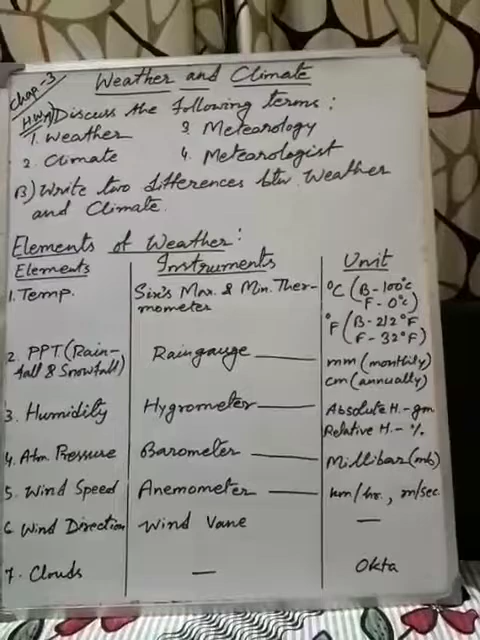 Chap.-3
Weather and Climate
H.W. A) Discuss the following terms:
1. Weather 3. Meteorology
2. Climate 4. Meteorologist
B) Write two differences btw. Weather
and Climate.
Elements of Weather:
Elements Instruments Unit
1. Temp. Six's Max. & Min. Ther- °C (B-100°C
mometer F-0°C)
°F (B-212°F
F-32°F)
2. PPT (Rain- Raingauge mm (monthly)
fall & Snowfall) cm (annually)
3. Humidity Hygrometer Absolute H.-gm
Relative H.- %
4. Atm. Pressure Barometer Millibar (mb)
5. Wind Speed Anemometer km/hr., m/sec.
6. Wind Direction Wind Vane —
7. Clouds — Okta